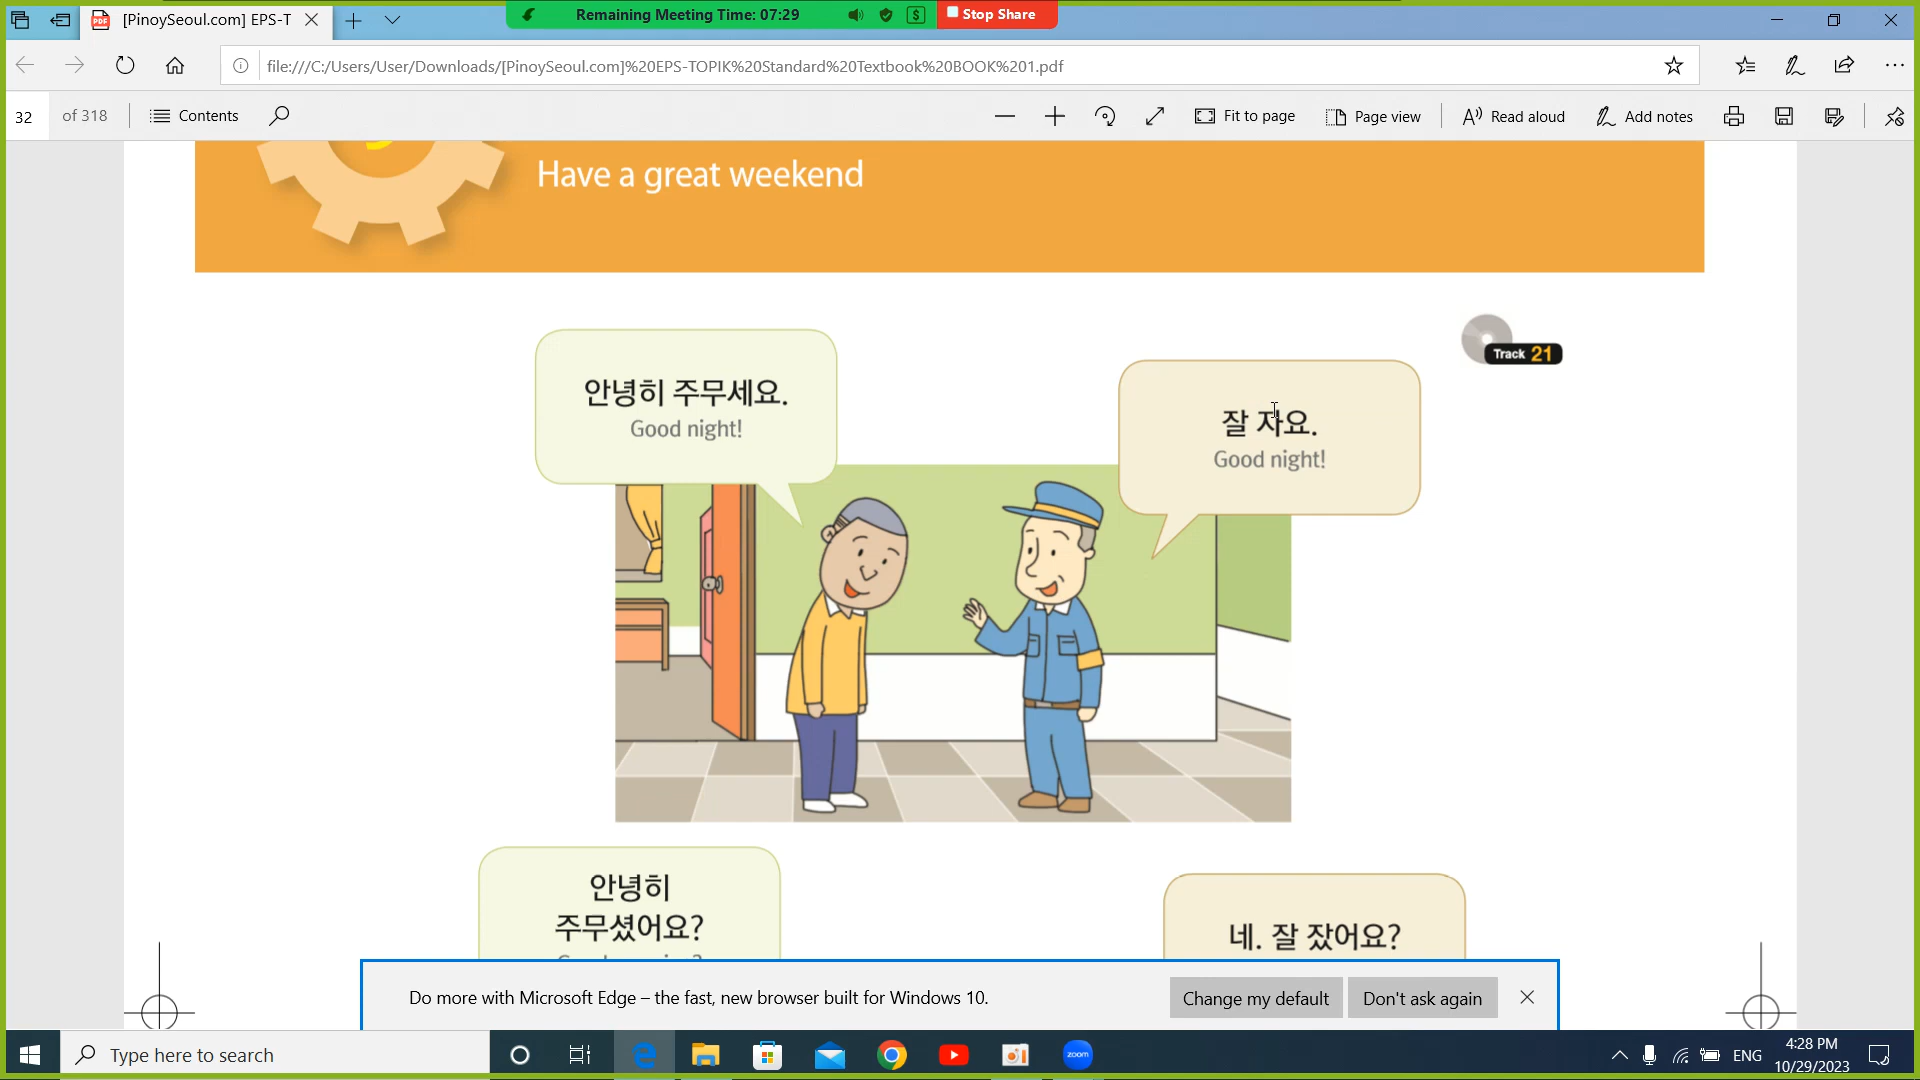 [PinoySeoul.com] EPS-T
Remaining Meeting Time: 07:29
Stop Share
file:///C:/Users/User/Downloads/[PinoySeoul.com]%20EPS-TOPIK%20Standard%20Textbook%20BOOK%201.pdf
32 of 318 Contents Fit to page Page view Read aloud Add notes
Have a great weekend
Track 21
안녕히 주무세요.
Good night!
잘 자요.
Good night!
안녕히
주무셨어요?
네. 잘 잤어요?
Do more with Microsoft Edge – the fast, new browser built for Windows 10. Change my default Don't ask again
Type here to search
zoom
ENG
4:28 PM
10/29/2023